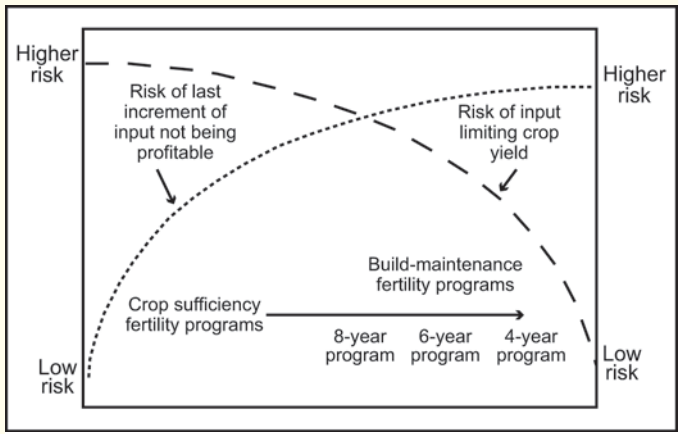 Higher
risk
Risk of last
increment of
input not being
profitable
Risk of input
limiting crop
yield
Higher
risk
Build-maintenance
fertility programs
Crop sufficiency
fertility programs
8-year
program
6-year
program
4-year
program
Low
risk
Low
risk